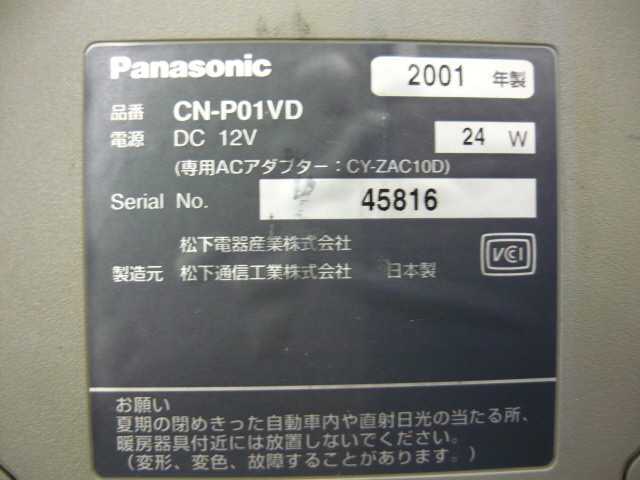 Panasonic
2001 年製
品番 CN-P01VD
電源 DC 12V 24 W
(専用ACアダプター:CY-ZAC10D)
Serial No. 45816
松下電器産業株式会社
製造元 松下通信工業株式会社 日本製
VCI
お願い
夏期の閉めきった自動車内や直射日光の当たる所、
暖房器具付近には放置しないでください。
(変形、変色、故障することがあります。)